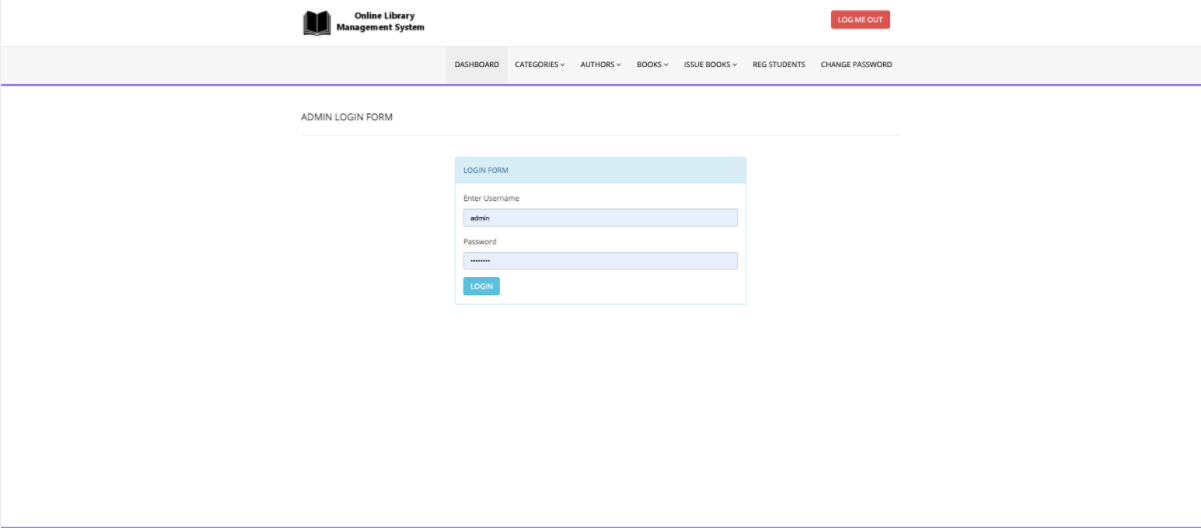 Online Library
Management System
LOG ME OUT
DASHBOARD CATEGORIES AUTHORS BOOKS ISSUE BOOKS REG STUDENTS CHANGE PASSWORD
ADMIN LOGIN FORM
LOGIN FORM
Enter Username
admin
Password
••••••••
LOGIN